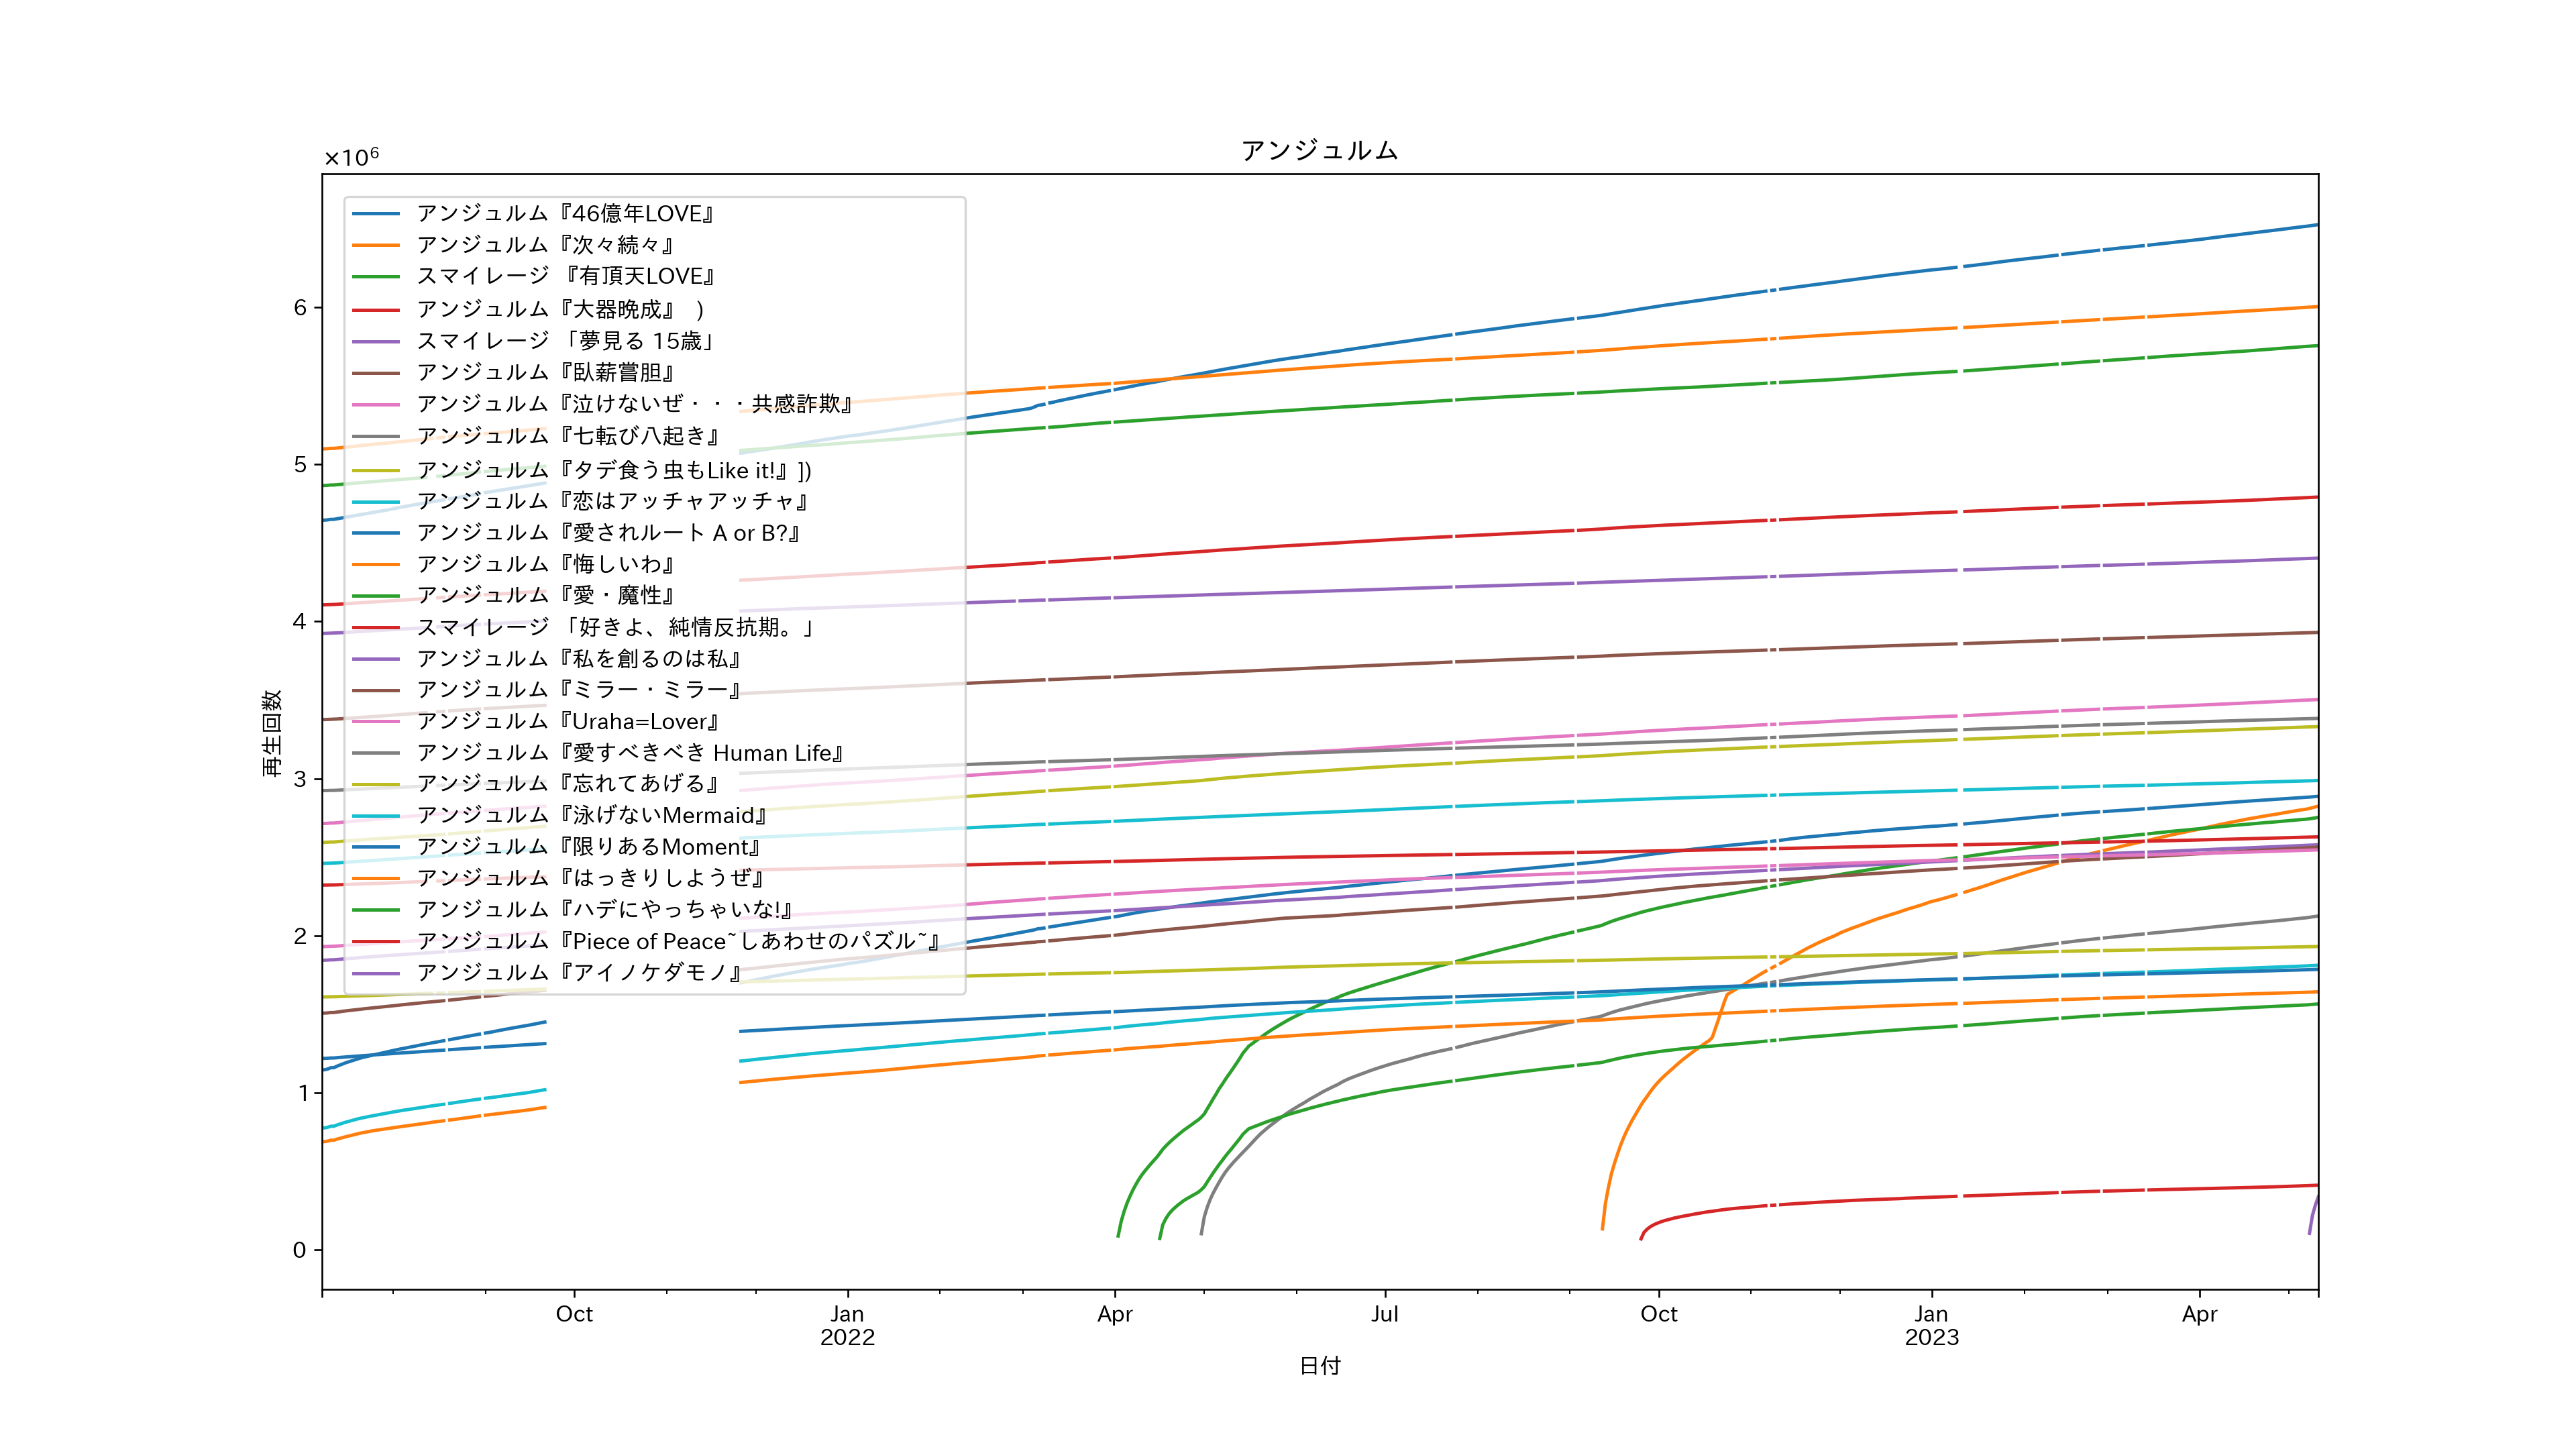 アンジュルム
×10⁶
アンジュルム『46億年LOVE』
アンジュルム『次々続々』
スマイレージ 『有頂天LOVE』
アンジュルム『大器晩成』 )
スマイレージ 「夢見る 15歳」
アンジュルム『臥薪嘗胆』
アンジュルム『泣けないぜ・・・共感詐欺』
アンジュルム『七転び八起き』
アンジュルム『タデ食う虫もLike it!』])
アンジュルム『恋はアッチャアッチャ』
アンジュルム『愛されルート A or B?』
アンジュルム『悔しいわ』
アンジュルム『愛・魔性』
スマイレージ 「好きよ、純情反抗期。」
アンジュルム『私を創るのは私』
アンジュルム『ミラー・ミラー』
アンジュルム『Uraha=Lover』
アンジュルム『愛すべきべき Human Life』
アンジュルム『忘れてあげる』
アンジュルム『泳げないMermaid』
アンジュルム『限りあるMoment』
アンジュルム『はっきりしようぜ』
アンジュルム『ハデにやっちゃいな!』
アンジュルム『Piece of Peace~しあわせのパズル~』
アンジュルム『アイノケダモノ』
6
5
4
3
2
1
0
再生回数
Oct
Jan
2022
Apr
Jul
Oct
Jan
2023
Apr
日付